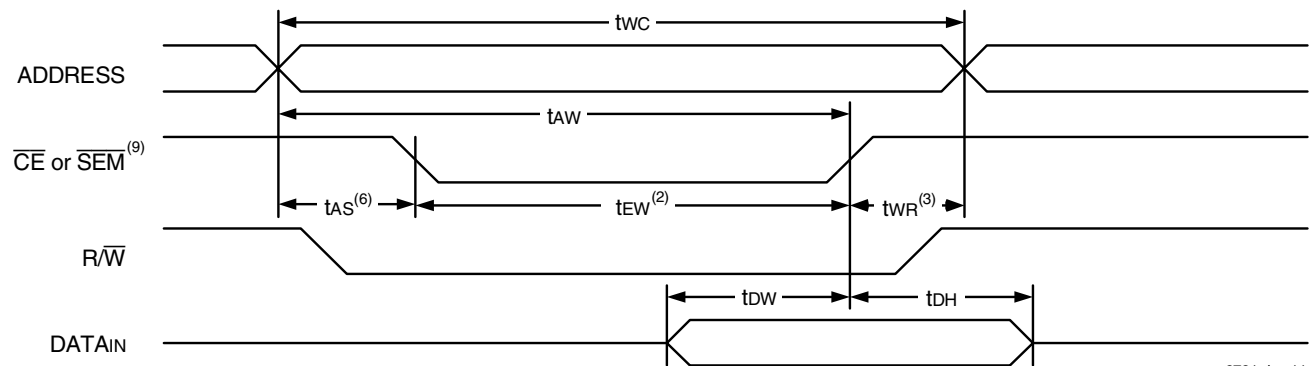 tWC
ADDRESS
tAW
CE or SEM(9)
tAS(6) tEW(2) tWR(3)
R/W
tDW tDH
DATAIN